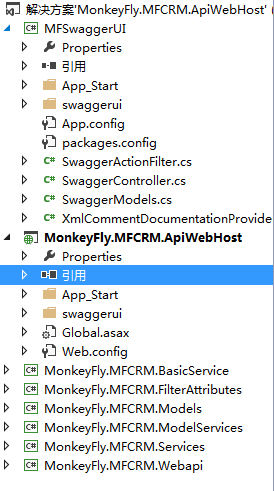 解决方案'MonkeyFly.MFCRM.ApiWebHost' (
MFSwaggerUI
Properties
引用
App_Start
swaggerui
App.config
packages.config
SwaggerActionFilter.cs
SwaggerController.cs
SwaggerModels.cs
XmlCommentDocumentationProvide
MonkeyFly.MFCRM.ApiWebHost
Properties
引用
App_Start
swaggerui
Global.asax
Web.config
MonkeyFly.MFCRM.BasicService
MonkeyFly.MFCRM.FilterAttributes
MonkeyFly.MFCRM.Models
MonkeyFly.MFCRM.ModelServices
MonkeyFly.MFCRM.Services
MonkeyFly.MFCRM.Webapi